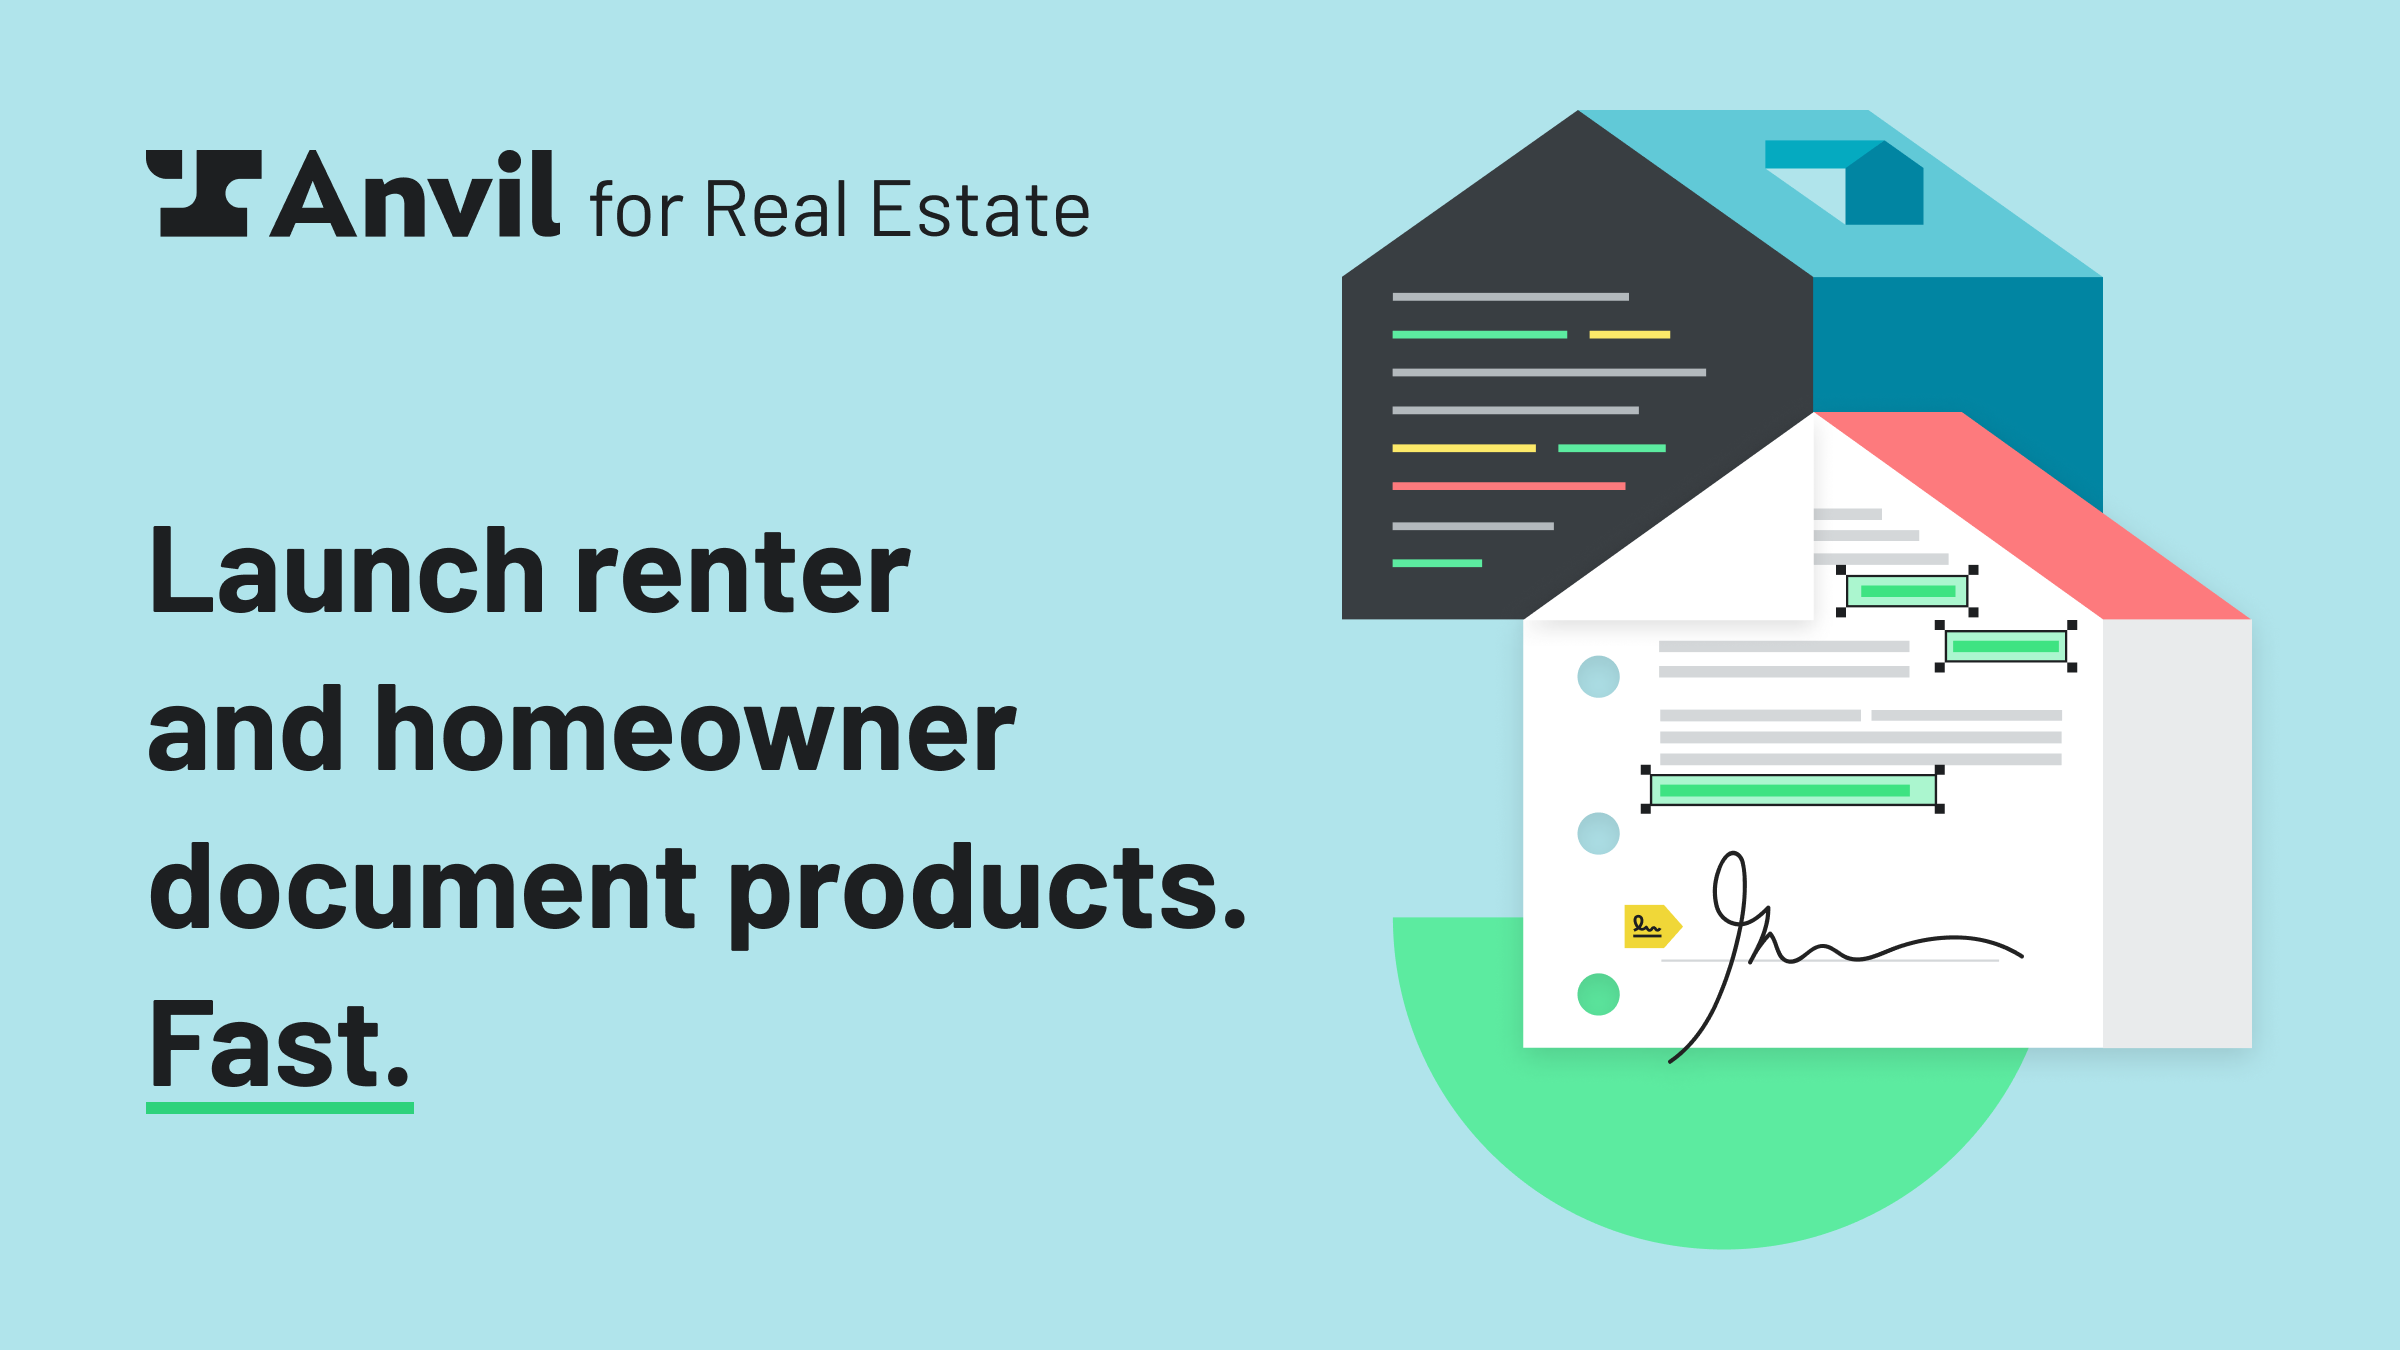 Anvil for Real Estate
Launch renter
and homeowner
document products.
Fast.